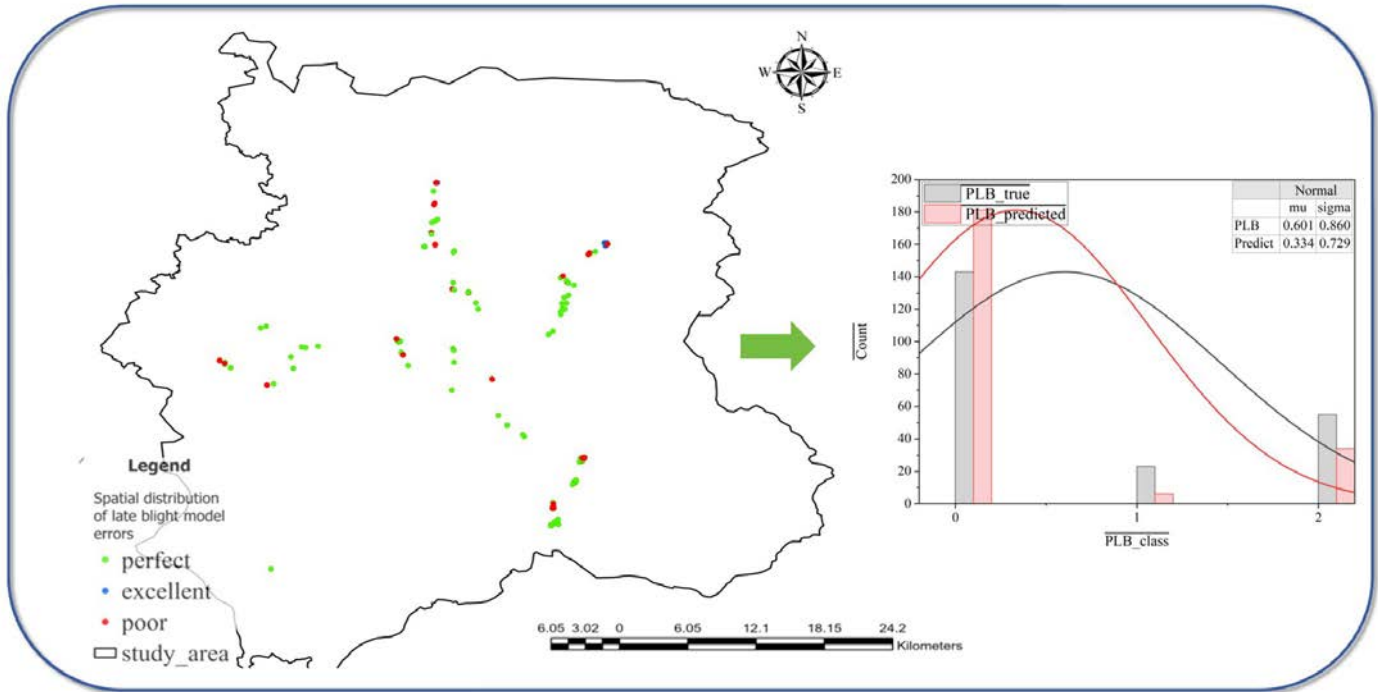 N
W E
S
Legend
Spatial distribution
of late blight model
errors
perfect
excellent
poor
study_area
6.05 3.02 0 6.05 12.1 18.15 24.2
Kilometers
PLB_true
PLB_predicted
Normal
mu sigma
PLB 0.601 0.860
Predict 0.334 0.729
200
180
160
140
120
100
80
60
40
20
0
Count
0 1 2
PLB_class